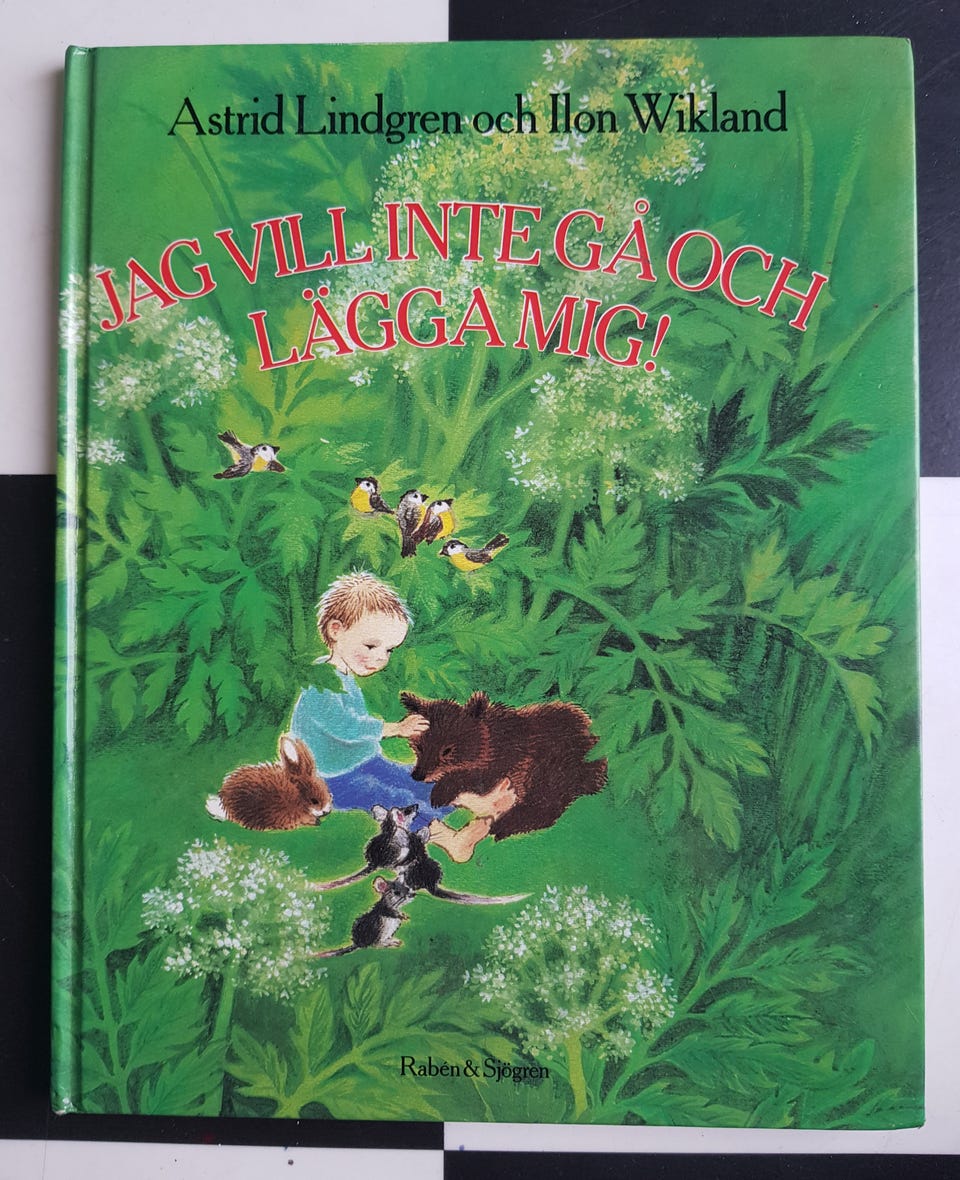 Astrid Lindgren och Ilon Wikland
JAG VILL INTE GÅ OCH
LÄGGA MIG!
Rabén & Sjögren